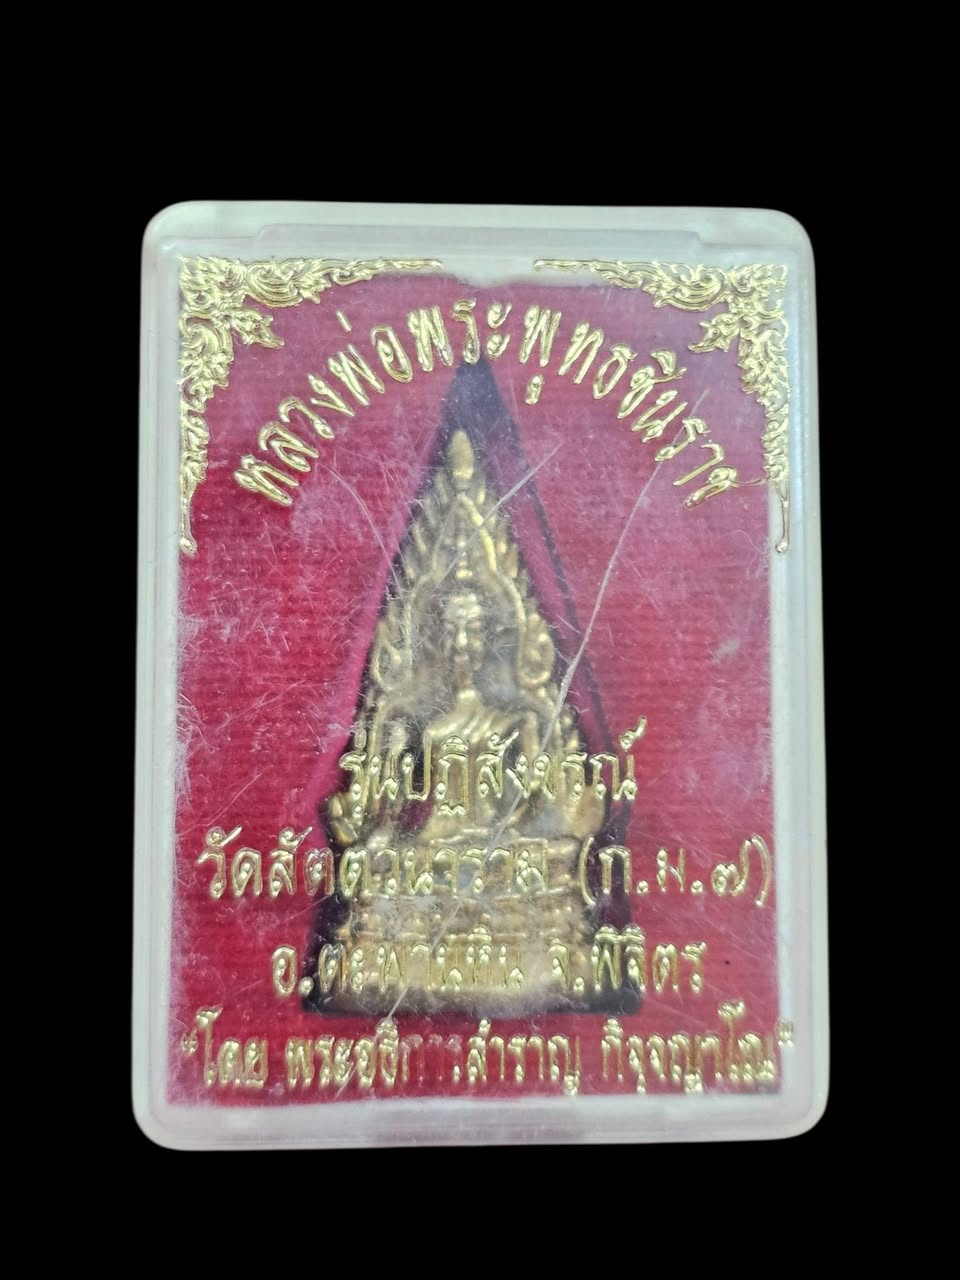 หลวงพ่อพระพุทธชินราช
รุ่นปฏิสังขรณ์
วัดสัตตวนาราม (ก.ม.๗)
อ.ตะพานหิน จ.พิจิตร
"โดย พระอธิการสำราญ กิจฺจญาโณ"